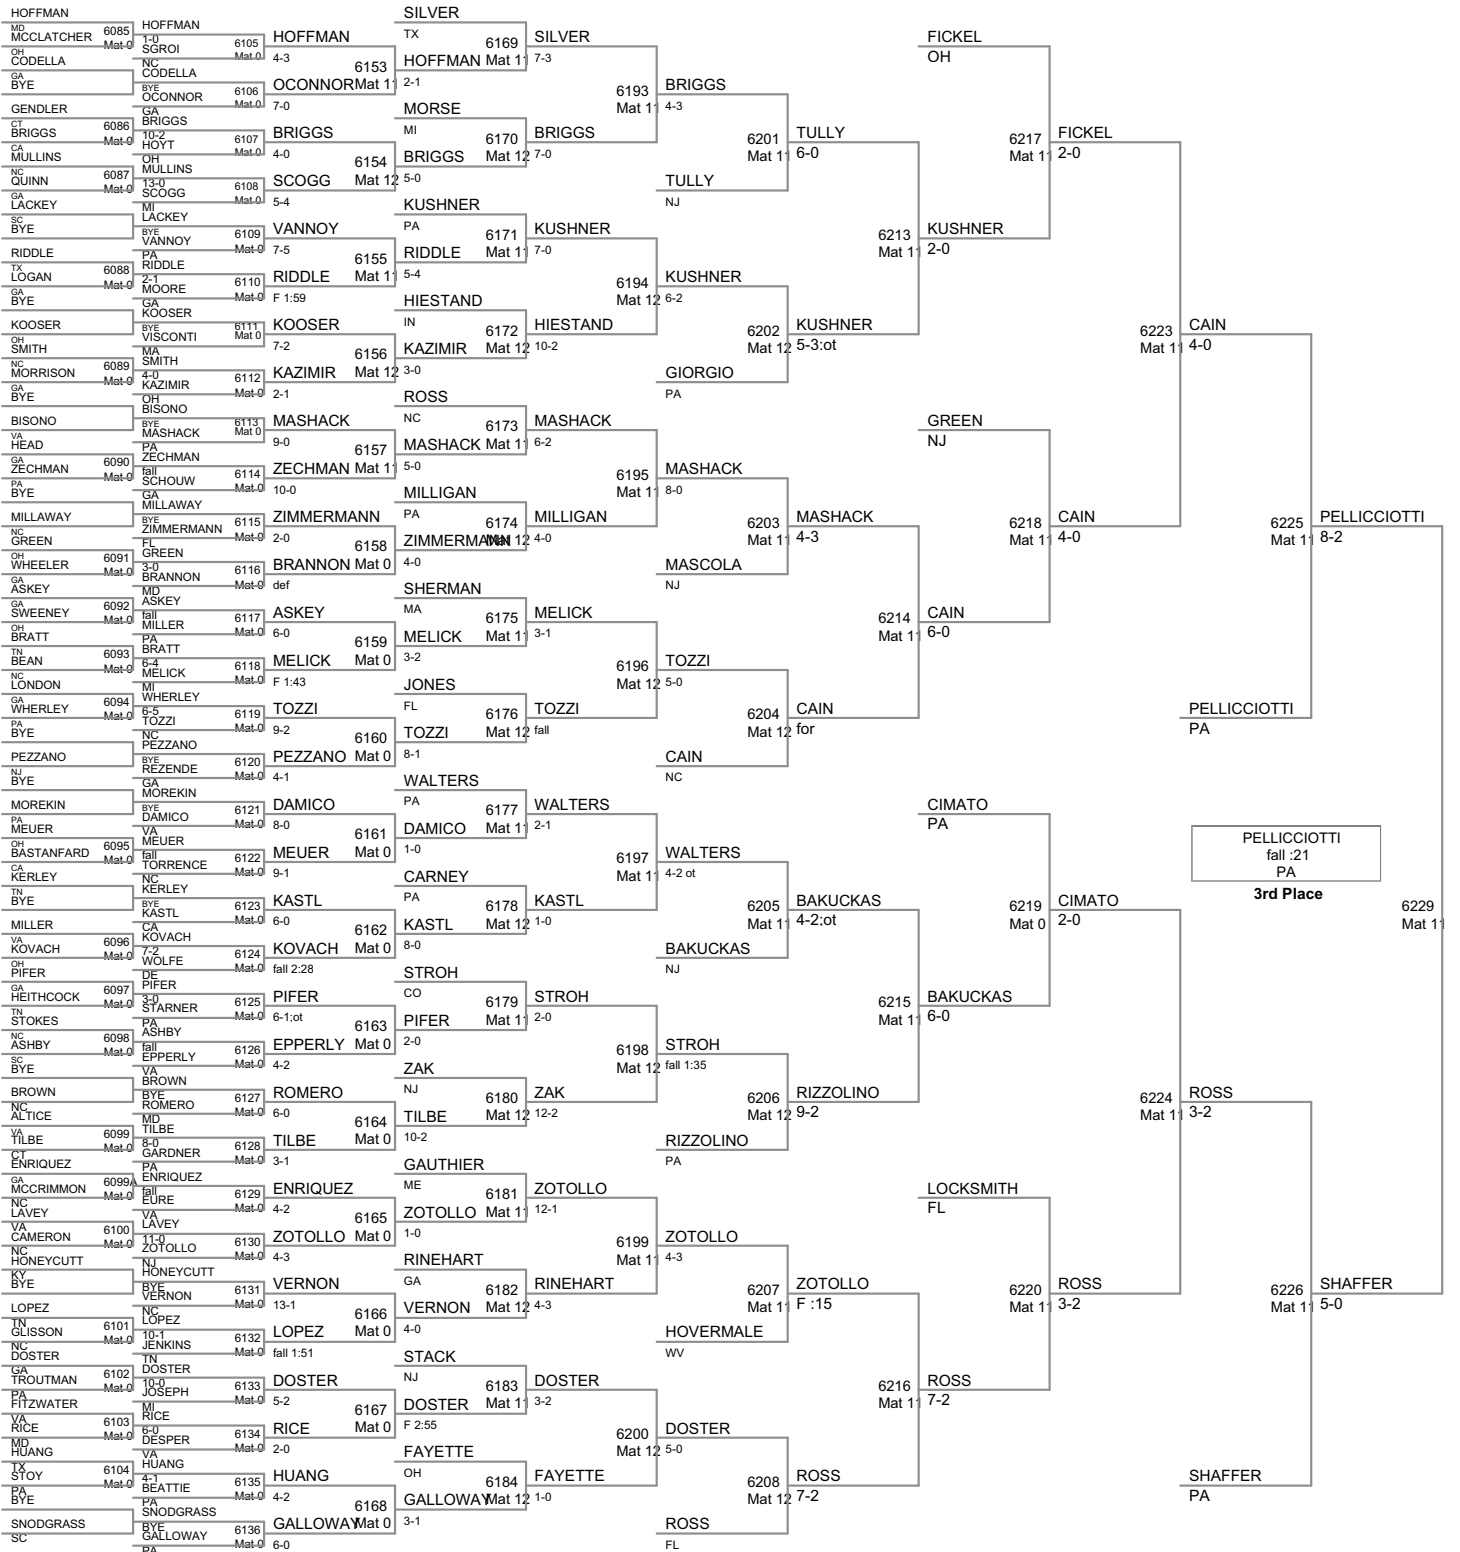 HOFFMAN
MD
MCCLATCHER
6085
Mat 0
OH
CODELLA
GA
BYE
GENDLER
CT
BRIGGS
6086
Mat 0
CA
MULLINS
NC
QUINN
6087
Mat 0
GA
LACKEY
SC
BYE
RIDDLE
TX
LOGAN
6088
Mat 0
GA
BYE
KOOSER
OH
SMITH
NC
MORRISON
6089
Mat 0
GA
BYE
BISONO
VA
HEAD
GA
ZECHMAN
6090
Mat 0
PA
BYE
MILLAWAY
NC
GREEN
OH
WHEELER
6091
Mat 0
GA
ASKEY
GA
SWEENEY
6092
Mat 0
OH
BRATT
TN
BEAN
6093
Mat 0
NC
LONDON
GA
WHERLEY
6094
Mat 0
PA
BYE
PEZZANO
NJ
BYE
MOREKIN
PA
MEUER
OH
BASTANFARD
6095
Mat 0
CA
KERLEY
TN
BYE
MILLER
VA
KOVACH
6096
Mat 0
OH
PIFER
GA
HEITHCOCK
6097
Mat 0
TN
STOKES
NC
ASHBY
6098
Mat 0
SC
BYE
BROWN
NC
ALTICE
VA
TILBE
6099
Mat 0
CT
ENRIQUEZ
GA
MCCRIMMON
6099A
Mat 0
NC
LAVEY
VA
CAMERON
6100
Mat 0
NC
HONEYCUTT
KY
BYE
LOPEZ
TN
GLISSON
6101
Mat 0
NC
DOSTER
GA
TROUTMAN
6102
Mat 0
PA
FITZWATER
VA
RICE
6103
Mat 0
MD
HUANG
TX
STOY
6104
Mat 0
PA
BYE
SNODGRASS
SC
HOFFMAN
1-0
SGROI
6105
Mat 0
NC
CODELLA
BYE
OCONNOR
6106
Mat 0
GA
BRIGGS
10-2
HOYT
6107
Mat 0
OH
MULLINS
13-0
SCOGG
6108
Mat 0
MI
LACKEY
BYE
VANNOY
6109
Mat 0
PA
RIDDLE
2-1
MOORE
6110
Mat 0
GA
KOOSER
BYE
VISCONTI
6111
Mat 0
MA
SMITH
4-0
KAZIMIR
6112
Mat 0
OH
BISONO
BYE
MASHACK
6113
Mat 0
PA
ZECHMAN
fall
SCHOUW
6114
Mat 0
GA
MILLAWAY
BYE
ZIMMERMANN
6115
Mat 0
FL
GREEN
3-0
BRANNON
6116
Mat 0
MD
ASKEY
fall
MILLER
6117
Mat 0
PA
BRATT
6-4
MELICK
6118
Mat 0
MI
WHERLEY
6-5
TOZZI
6119
Mat 0
NC
PEZZANO
BYE
REZENDE
6120
Mat 0
GA
MOREKIN
BYE
DAMICO
6121
Mat 0
VA
MEUER
fall
TORRENCE
6122
Mat 0
NC
KERLEY
BYE
KASTL
6123
Mat 0
CA
KOVACH
7-2
WOLFE
6124
Mat 0
DE
PIFER
3-0
STARNER
6125
Mat 0
PA
ASHBY
fall
EPPERLY
6126
Mat 0
VA
BROWN
BYE
ROMERO
6127
Mat 0
MD
TILBE
8-0
GARDNER
6128
Mat 0
PA
ENRIQUEZ
fall
EURE
6129
Mat 0
VA
LAVEY
11-0
ZOTOLLO
6130
Mat 0
NJ
HONEYCUTT
BYE
VERNON
6131
Mat 0
NC
LOPEZ
10-1
JENKINS
6132
Mat 0
TN
DOSTER
10-0
JOSEPH
6133
Mat 0
MI
RICE
6-0
DESPER
6134
Mat 0
VA
HUANG
4-1
BEATTIE
6135
Mat 0
PA
SNODGRASS
BYE
GALLOWAY
6136
Mat 0
PA
HOFFMAN
4-3
6153
Mat 11
OCONNOR
7-0
BRIGGS
4-0
6154
Mat 12
SCOGG
5-4
VANNOY
7-5
6155
Mat 11
RIDDLE
F 1:59
KOOSER
7-2
6156
Mat 12
KAZIMIR
2-1
MASHACK
9-0
6157
Mat 11
ZECHMAN
10-0
ZIMMERMANN
2-0
6158
Mat 0
BRANNON
def
ASKEY
6-0
6159
Mat 0
MELICK
F 1:43
TOZZI
9-2
6160
Mat 0
PEZZANO
4-1
DAMICO
8-0
6161
Mat 0
MEUER
9-1
KASTL
6-0
6162
Mat 0
KOVACH
fall 2:28
PIFER
6-1;ot
6163
Mat 0
EPPERLY
4-2
ROMERO
6-0
6164
Mat 0
TILBE
3-1
ENRIQUEZ
4-2
6165
Mat 0
ZOTOLLO
4-3
VERNON
13-1
6166
Mat 0
LOPEZ
fall 1:51
DOSTER
5-2
6167
Mat 0
RICE
2-0
HUANG
4-2
6168
Mat 0
GALLOWAY
6-0
SILVER
TX
6169
Mat 11
HOFFMAN
2-1
MORSE
MI
6170
Mat 12
BRIGGS
5-0
KUSHNER
PA
6171
Mat 11
RIDDLE
5-4
HIESTAND
IN
6172
Mat 12
KAZIMIR
3-0
ROSS
NC
6173
Mat 11
MASHACK
5-0
MILLIGAN
PA
6174
Mat 12
ZIMMERMANN
4-0
SHERMAN
MA
6175
Mat 11
MELICK
3-2
JONES
FL
6176
Mat 12
TOZZI
8-1
WALTERS
PA
6177
Mat 11
DAMICO
1-0
CARNEY
PA
6178
Mat 12
KASTL
8-0
STROH
CO
6179
Mat 11
PIFER
2-0
ZAK
NJ
6180
Mat 12
TILBE
10-2
GAUTHIER
ME
6181
Mat 11
ZOTOLLO
1-0
RINEHART
GA
6182
Mat 12
VERNON
4-0
STACK
NJ
6183
Mat 11
DOSTER
F 2:55
FAYETTE
OH
6184
Mat 12
GALLOWAY
3-1
SILVER
7-3
6193
Mat 11
BRIGGS
7-0
KUSHNER
7-0
6194
Mat 12
HIESTAND
10-2
MASHACK
6-2
6195
Mat 11
MILLIGAN
4-0
MELICK
3-1
6196
Mat 12
TOZZI
fall
WALTERS
2-1
6197
Mat 11
KASTL
1-0
STROH
2-0
6198
Mat 12
ZAK
12-2
ZOTOLLO
12-1
6199
Mat 11
RINEHART
4-3
DOSTER
3-2
6200
Mat 12
FAYETTE
1-0
BRIGGS
4-3
6201
Mat 11
TULLY
NJ
KUSHNER
6-2
6202
Mat 12
GIORGIO
PA
MASHACK
8-0
6203
Mat 11
MASCOLA
NJ
TOZZI
5-0
6204
Mat 12
CAIN
NC
WALTERS
4-2 ot
6205
Mat 11
BAKUCKAS
NJ
STROH
fall 1:35
6206
Mat 12
RIZZOLINO
PA
ZOTOLLO
4-3
6207
Mat 11
HOVERMALE
WV
DOSTER
5-0
6208
Mat 12
ROSS
FL
TULLY
6-0
6213
Mat 11
KUSHNER
5-3:ot
MASHACK
4-3
6214
Mat 11
CAIN
for
BAKUCKAS
4-2;ot
6215
Mat 11
RIZZOLINO
9-2
ZOTOLLO
F :15
6216
Mat 11
ROSS
7-2
FICKEL
OH
6217
Mat 11
KUSHNER
2-0
GREEN
NJ
6218
Mat 11
CAIN
6-0
CIMATO
PA
6219
Mat 0
BAKUCKAS
6-0
LOCKSMITH
FL
6220
Mat 11
ROSS
7-2
FICKEL
2-0
6223
Mat 11
CAIN
4-0
CIMATO
2-0
6224
Mat 11
ROSS
3-2
CAIN
4-0
6225
Mat 11
PELLICCIOTTI
PA
ROSS
3-2
6226
Mat 11
SHAFFER
PA
PELLICCIOTTI
8-2
6229
Mat 11
SHAFFER
5-0
PELLICCIOTTI
fall :21
PA
3rd Place